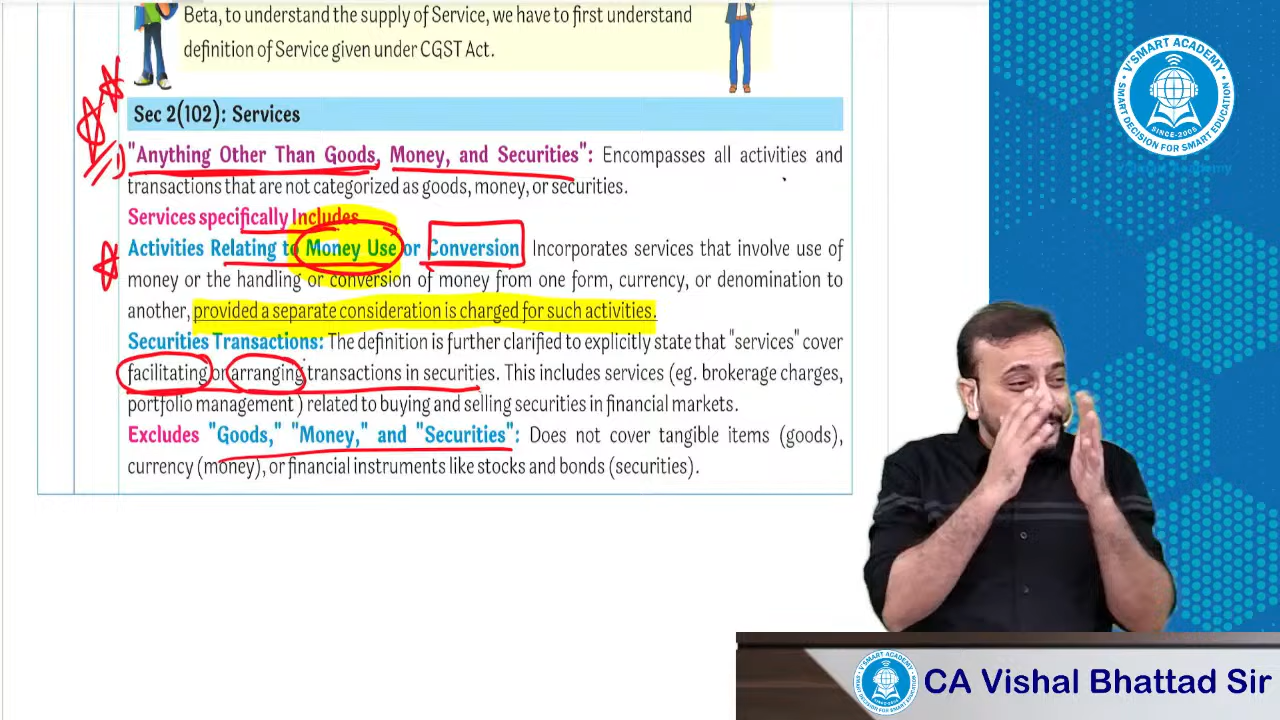 Beta, to understand the supply of Service, we have to first understand
definition of Service given under CGST Act.
Sec 2(102): Services
"Anything Other Than Goods, Money, and Securities": Encompasses all activities and
transactions that are not categorized as goods, money, or securities.
Services specifically Includes
Activities Relating to Money Use or Conversion Incorporates services that involve use of
money or the handling or conversion of money from one form, currency, or denomination to
another, provided a separate consideration is charged for such activities.
Securities Transactions: The definition is further clarified to explicitly state that "services" cover
facilitating or arranging transactions in securities. This includes services (eg. brokerage charges,
portfolio management ) related to buying and selling securities in financial markets.
Excludes "Goods," "Money," and "Securities": Does not cover tangible items (goods),
currency (money), or financial instruments like stocks and bonds (securities).
V'SMART ACADEMY
SMART DECISION FOR SMART EDUCATION
SINCE-2005
CA Vishal Bhattad Sir